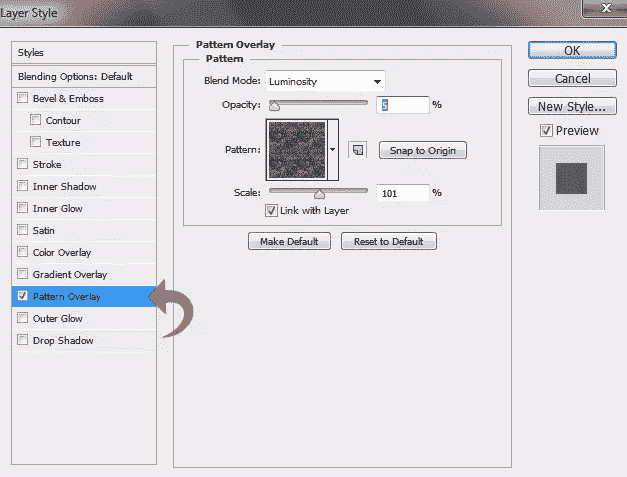 Layer Style
Styles
Blending Options: Default
Bevel & Emboss
Contour
Texture
Stroke
Inner Shadow
Inner Glow
Satin
Color Overlay
Gradient Overlay
Pattern Overlay
Outer Glow
Drop Shadow
Pattern Overlay
Pattern
Blend Mode: Luminosity
Opacity: 5 %
Pattern: Snap to Origin
Scale: 101 %
Link with Layer
Make Default Reset to Default
OK
Cancel
New Style...
Preview